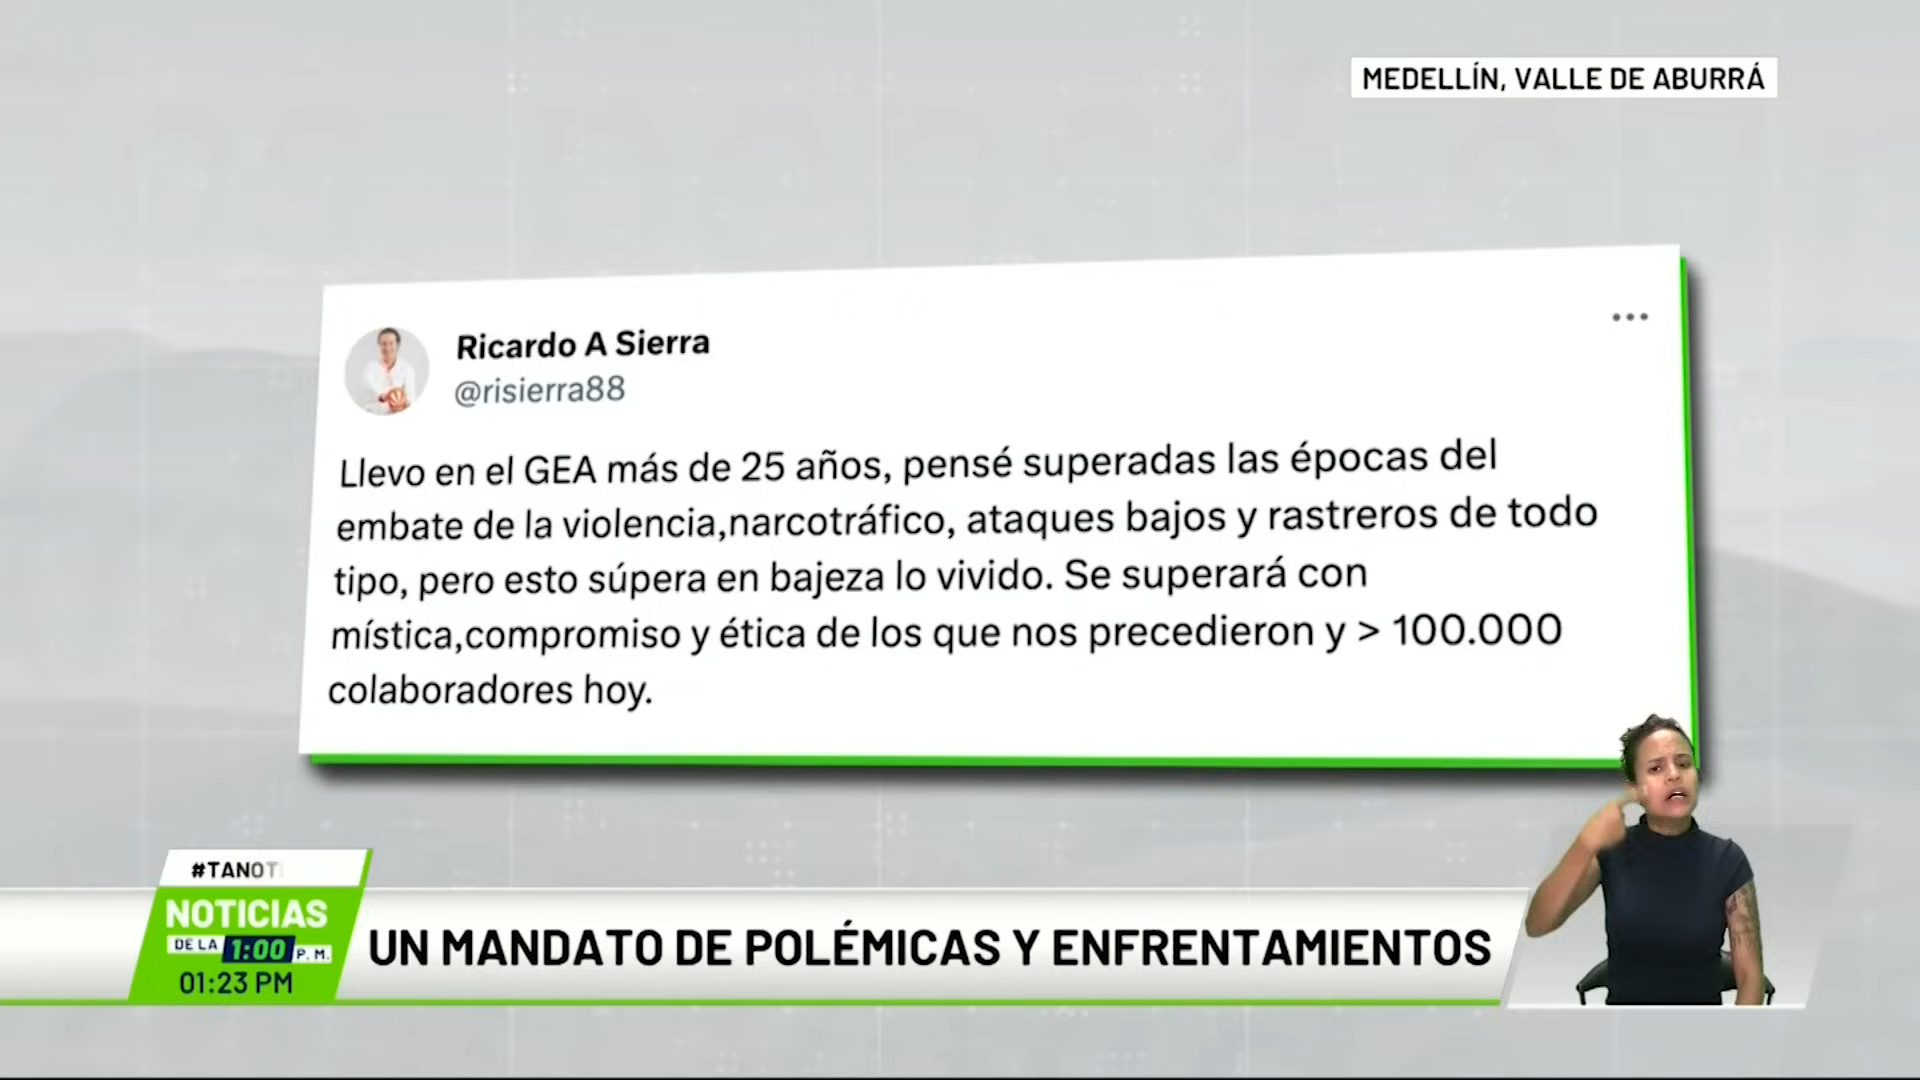 MEDELLÍN, VALLE DE ABURRÁ
Ricardo A Sierra
@risierra88
Llevo en el GEA más de 25 años, pensé superadas las épocas del
embate de la violencia,narcotráfico, ataques bajos y rastreros de todo
tipo, pero esto súpera en bajeza lo vivido. Se superará con
mística,compromiso y ética de los que nos precedieron y > 100.000
colaboradores hoy.
#TANOTI
NOTICIAS
DE LA 1:00 P. M.
01:23 PM
UN MANDATO DE POLÉMICAS Y ENFRENTAMIENTOS